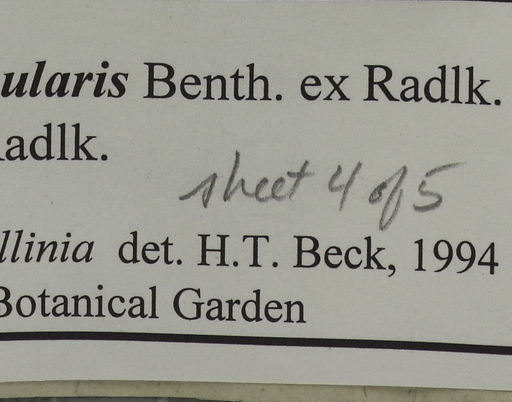 ularis Benth. ex Radlk.
adlk.
sheet 4 of 5
llinia det. H.T. Beck, 1994
Botanical Garden